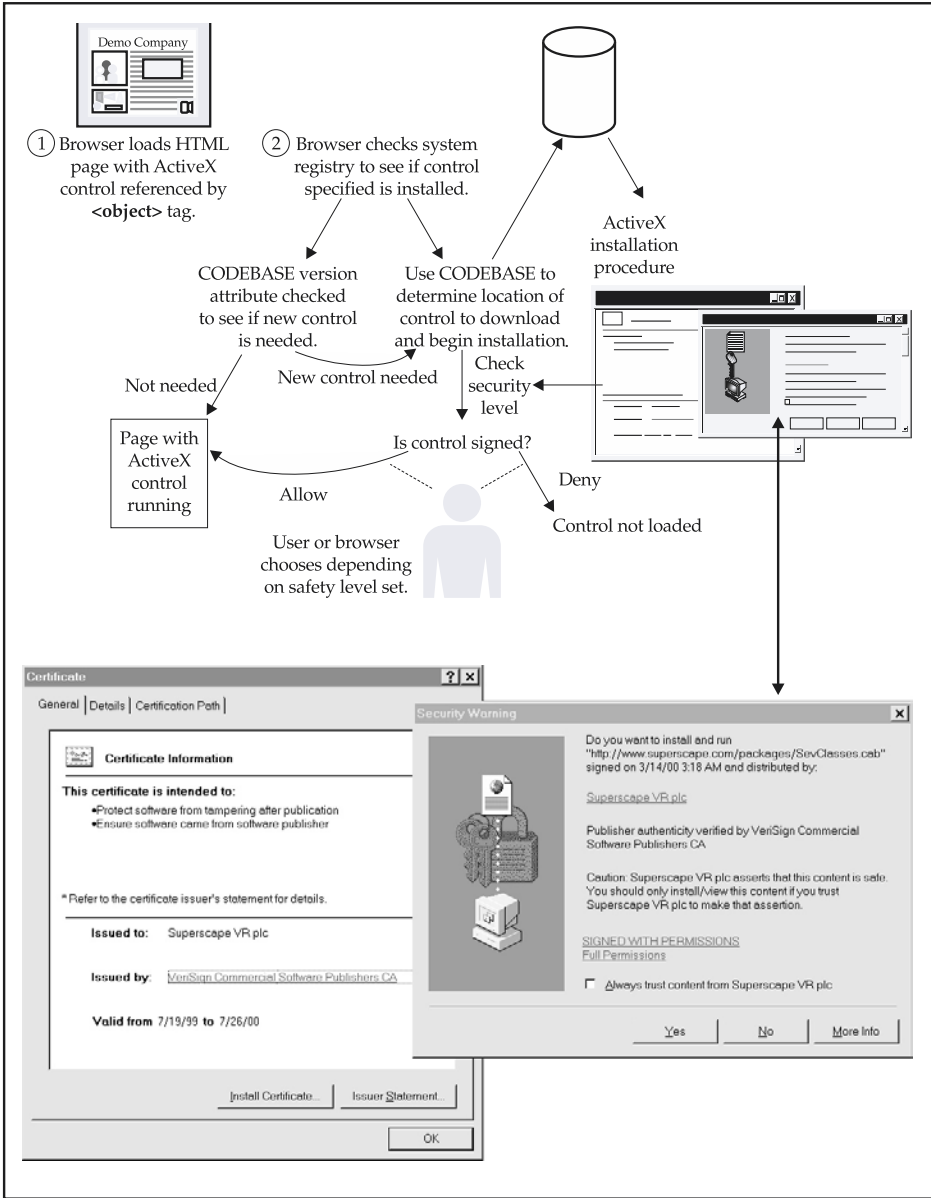 Demo Company
1 Browser loads HTML
page with ActiveX
control referenced by
<object> tag.
2 Browser checks system
registry to see if control
specified is installed.
ActiveX
installation
procedure
CODEBASE version
attribute checked
to see if new control
is needed.
Use CODEBASE to
determine location of
control to download
and begin installation.
Not needed
New control needed
Check
security
level
Page with
ActiveX
control
running
Is control signed?
Allow
Deny
Control not loaded
User or browser
chooses depending
on safety level set.
Certificate
General Details Certification Path
Certificate Information
This certificate is intended to:
•Protect software from tampering after publication
•Ensure software came from software publisher
* Refer to the certificate issuer's statement for details.
Issued to: Superscape VR plc
Issued by: VeriSign Commercial Software Publishers CA
Valid from 7/19/99 to 7/26/00
Install Certificate... Issuer Statement...
OK
Security Warning
Do you want to install and run
"http://www.superscape.com/packages/SevClasses.cab"
signed on 3/14/00 3:18 AM and distributed by:
Superscape VR plc
Publisher authenticity verified by VeriSign Commercial
Software Publishers CA
Caution: Superscape VR plc asserts that this content is safe.
You should only install/view this content if you trust
Superscape VR plc to make that assertion.
SIGNED WITH PERMISSIONS
Full Permissions
Always trust content from Superscape VR plc
Yes No More Info